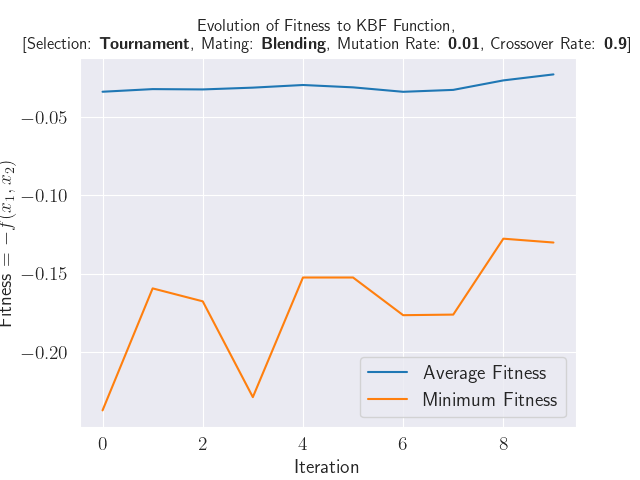 Evolution of Fitness to KBF Function,
[Selection: Tournament, Mating: Blending, Mutation Rate: 0.01, Crossover Rate: 0.9]
Fitness = −f(x₁, x₂)
−0.05
−0.10
−0.15
−0.20
Average Fitness
Minimum Fitness
0 2 4 6 8
Iteration